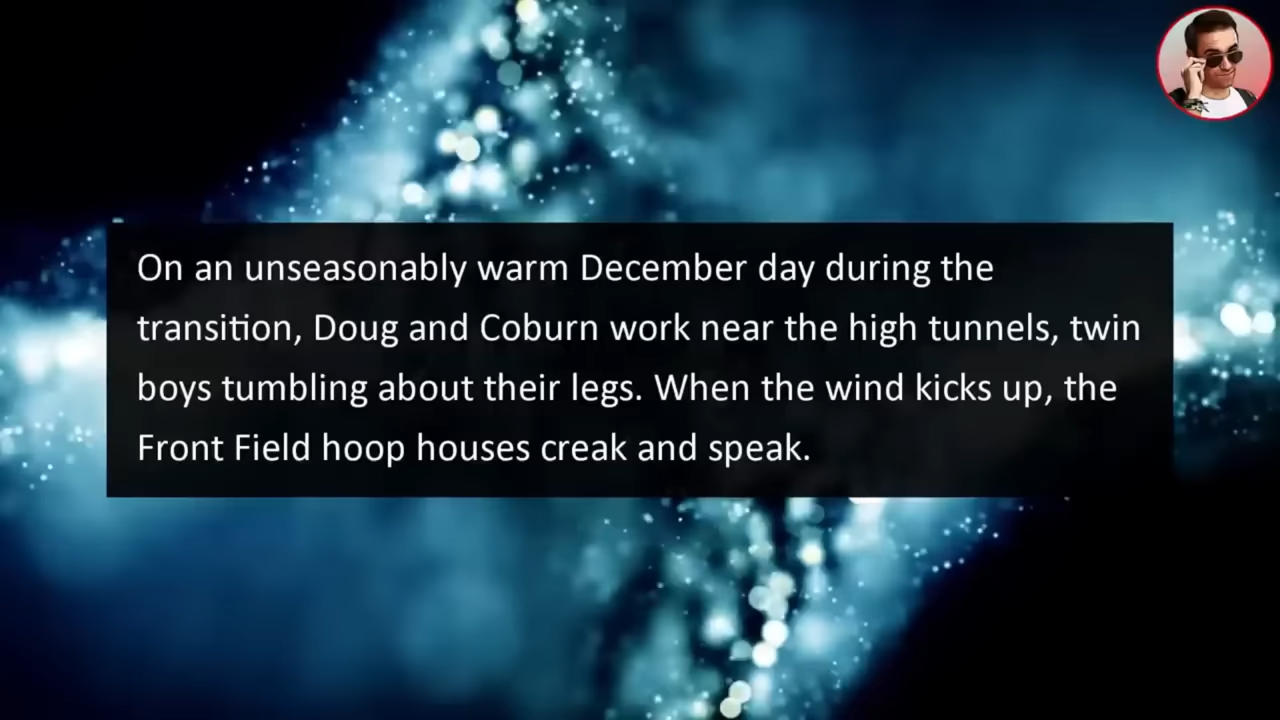 On an unseasonably warm December day during the
transition, Doug and Coburn work near the high tunnels, twin
boys tumbling about their legs. When the wind kicks up, the
Front Field hoop houses creak and speak.